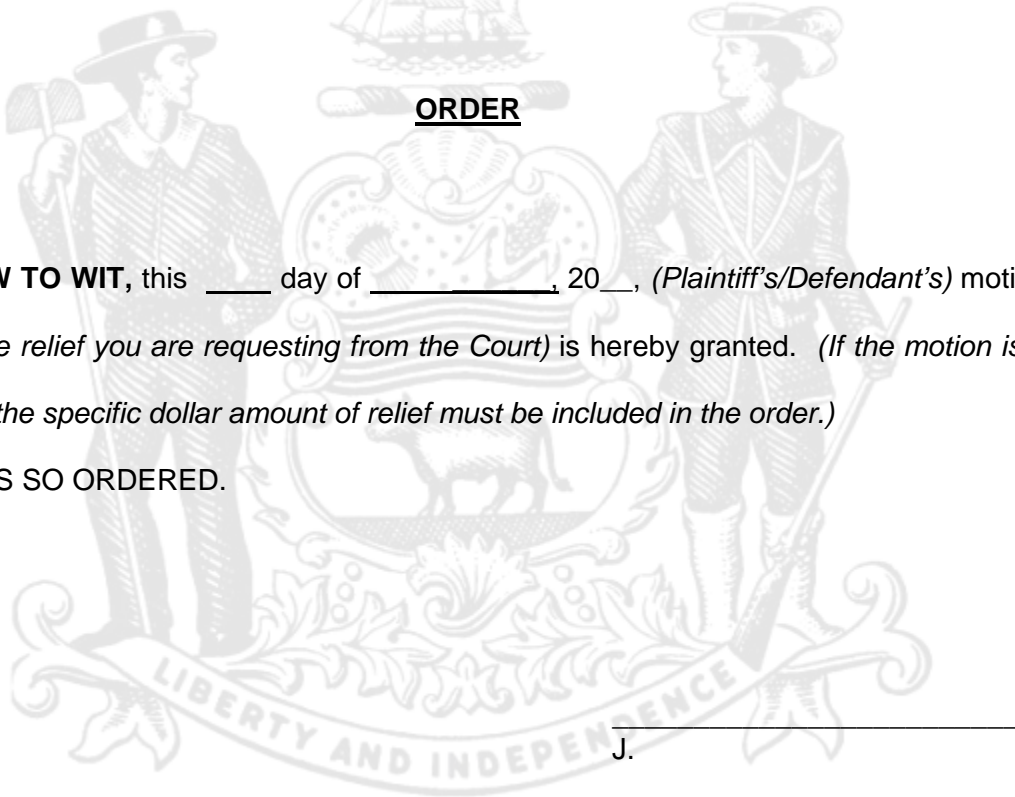 ORDER
W TO WIT, this ____ day of ___________, 20__, (Plaintiff's/Defendant's) moti
e relief you are requesting from the Court) is hereby granted. (If the motion is
the specific dollar amount of relief must be included in the order.)
S SO ORDERED.
LIBERTY AND INDEPENDENCE
___________________________
J.